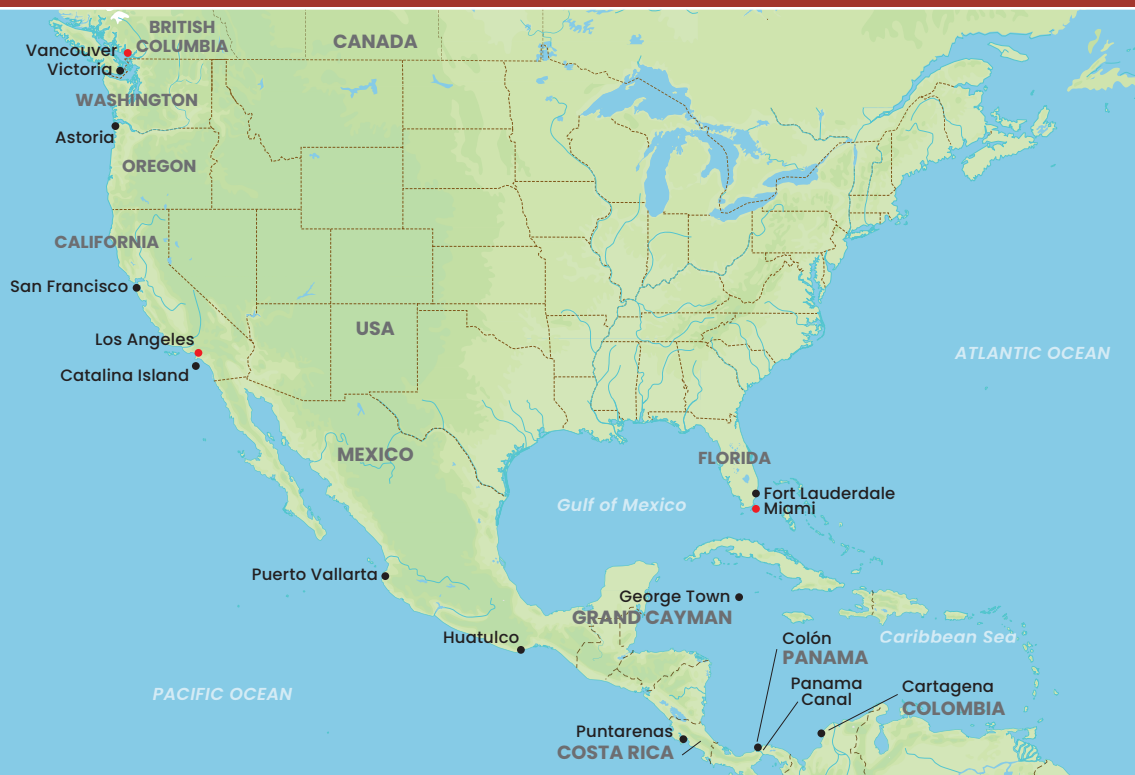 BRITISH
COLUMBIA
CANADA
Vancouver
Victoria
WASHINGTON
Astoria
OREGON
CALIFORNIA
San Francisco
USA
Los Angeles
ATLANTIC OCEAN
Catalina Island
MEXICO
FLORIDA
Fort Lauderdale
Gulf of Mexico
Miami
Puerto Vallarta
George Town
GRAND CAYMAN
Huatulco
Colón
PANAMA
Caribbean Sea
Panama
Canal
PACIFIC OCEAN
Cartagena
COLOMBIA
Puntarenas
COSTA RICA